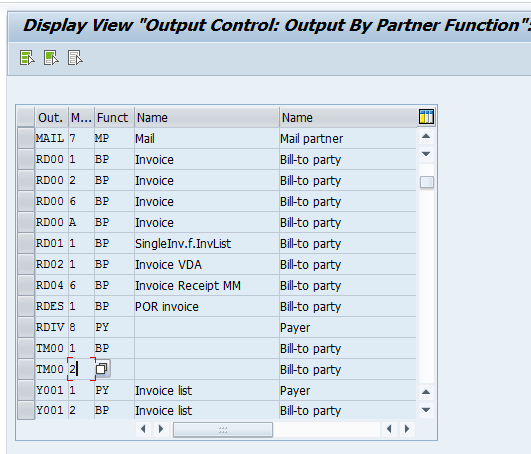 Display View "Output Control: Output By Partner Function":
Out. M... Funct Name Name
MAIL 7 MP Mail Mail partner
RD00 1 BP Invoice Bill-to party
RD00 2 BP Invoice Bill-to party
RD00 6 BP Invoice Bill-to party
RD00 A BP Invoice Bill-to party
RD01 1 BP SingleInv.f.InvList Bill-to party
RD02 1 BP Invoice VDA Bill-to party
RD04 6 BP Invoice Receipt MM Bill-to party
RDES 1 BP POR invoice Bill-to party
RDIV 8 PY Payer
TM00 1 BP Bill-to party
TM00 2 Bill-to party
Y001 1 PY Invoice list Payer
Y001 2 BP Invoice list Bill-to party